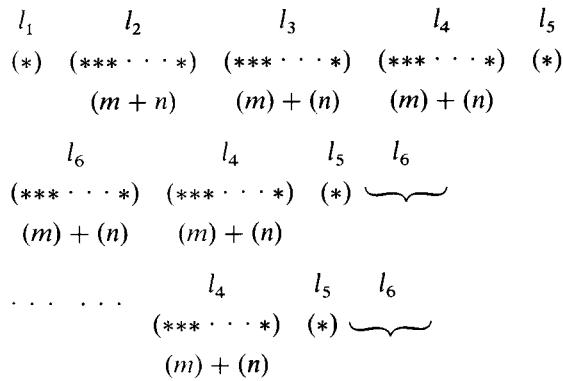 l₁ l₂ l₃ l₄ l₅
(*) (*** · · · *) (*** · · · *) (*** · · · *) (*)
(m + n) (m) + (n) (m) + (n)
l₆ l₄ l₅ l₆
(*** · · · *) (*** · · · *) (*)
(m) + (n) (m) + (n)
· · · · · · l₄ l₅ l₆
(*** · · · *) (*)
(m) + (n)